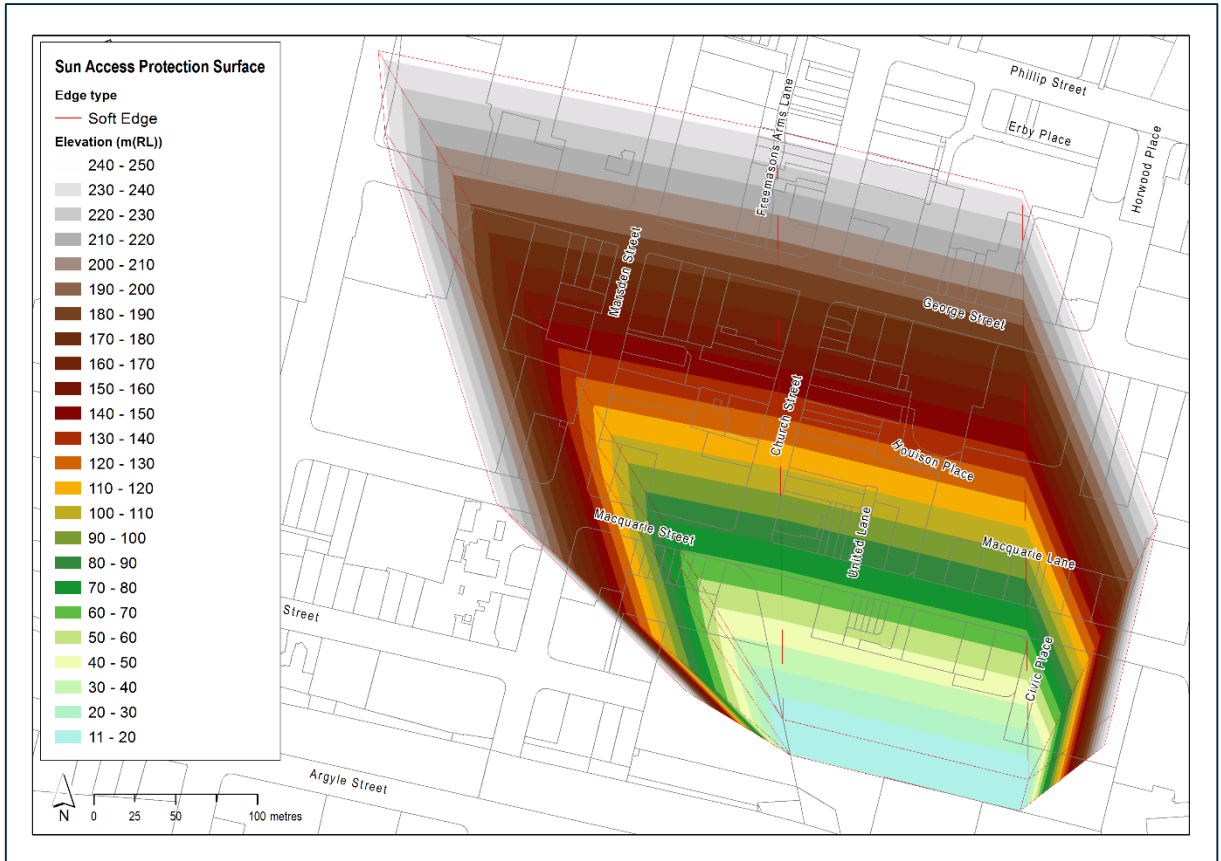 Sun Access Protection Surface
Edge type
Soft Edge
Elevation (m(RL))
240 - 250
230 - 240
220 - 230
210 - 220
200 - 210
190 - 200
180 - 190
170 - 180
160 - 170
150 - 160
140 - 150
130 - 140
120 - 130
110 - 120
100 - 110
90 - 100
80 - 90
70 - 80
60 - 70
50 - 60
40 - 50
30 - 40
20 - 30
11 - 20
N
0 25 50 100 metres
Phillip Street
Erby Place
Horwood Place
Freemasons Arms Lane
Marsden Street
George Street
Church Street
Houison Place
Macquarie Street
United Lane
Macquarie Lane
Civic Place
Street
Argyle Street